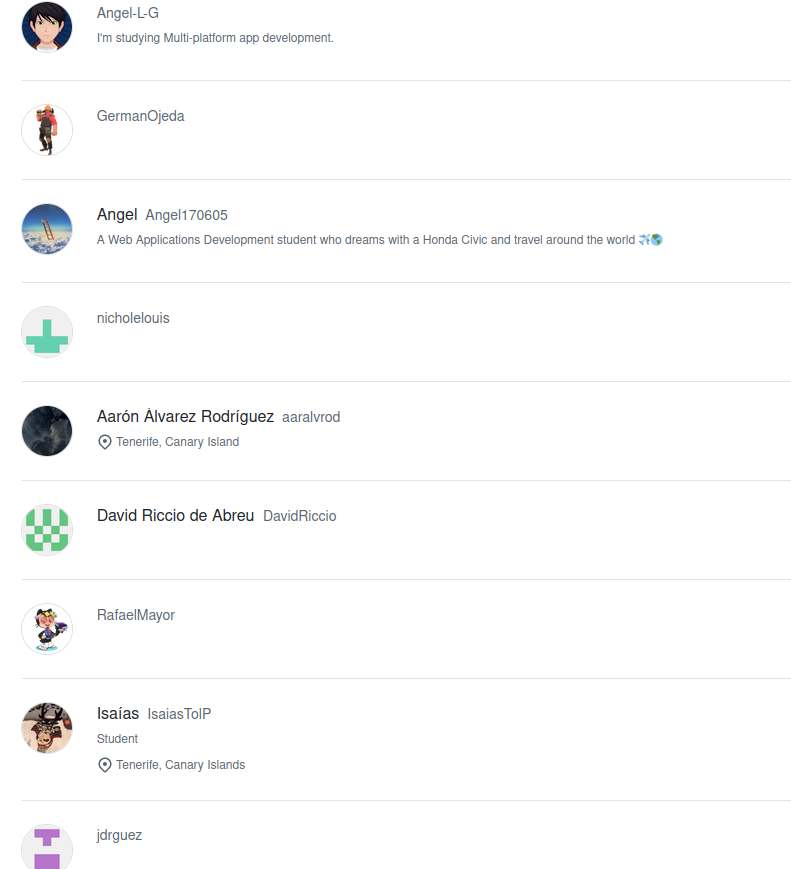 Angel-L-G
I'm studying Multi-platform app development.
GermanOjeda
Angel Angel170605
A Web Applications Development student who dreams with a Honda Civic and travel around the world ✈️🌎
nicholelouis
Aarón Álvarez Rodríguez aaralvrod
Tenerife, Canary Island
David Riccio de Abreu DavidRiccio
RafaelMayor
Isaías IsaiasTolP
Student
Tenerife, Canary Islands
jdrguez